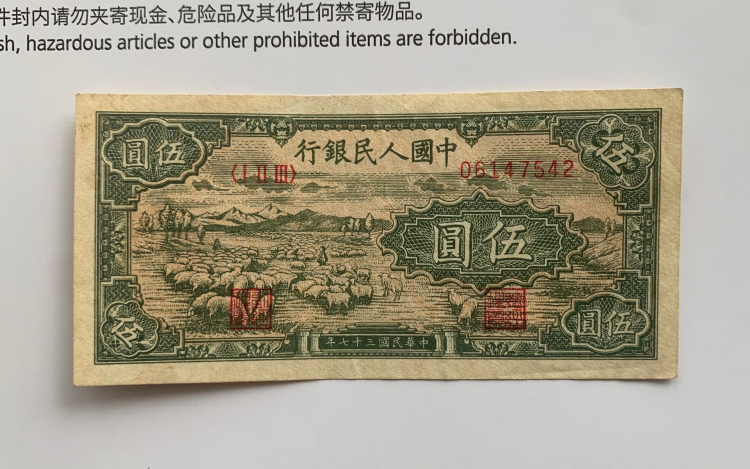 件封内请勿夹寄现金、危险品及其他任何禁寄物品。
sh, hazardous articles or other prohibited items are forbidden.
行銀民人國中
〈I II III〉 06147542
圓伍
伍
圓伍
伍
圓伍
年七十三國民華中